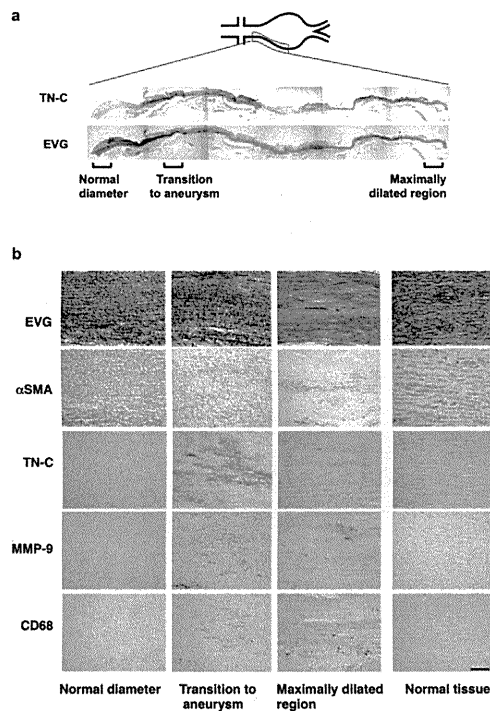 a
TN-C
EVG
Normal diameter
Transition to aneurysm
Maximally dilated region
b
EVG
αSMA
TN-C
MMP-9
CD68
Normal diameter
Transition to aneurysm
Maximally dilated region
Normal tissue